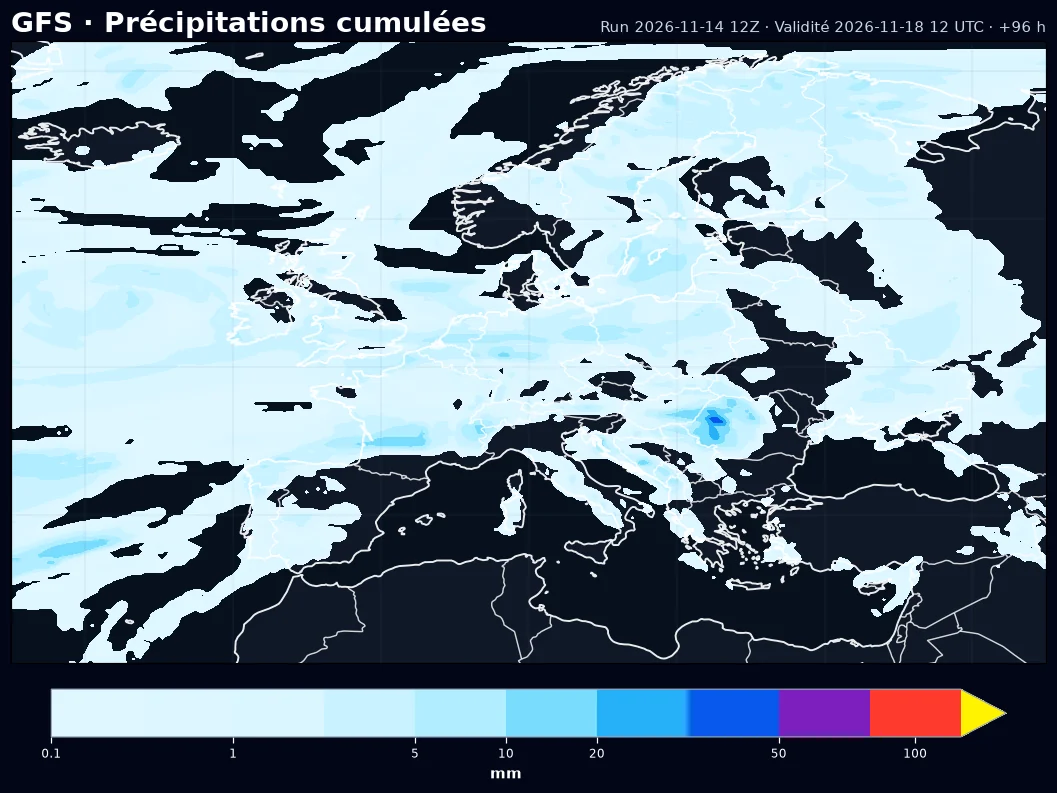 GFS · Précipitations cumulées
Run 2026-11-14 12Z · Validité 2026-11-18 12 UTC · +96 h
0.1 1 5 10 20 50 100
mm